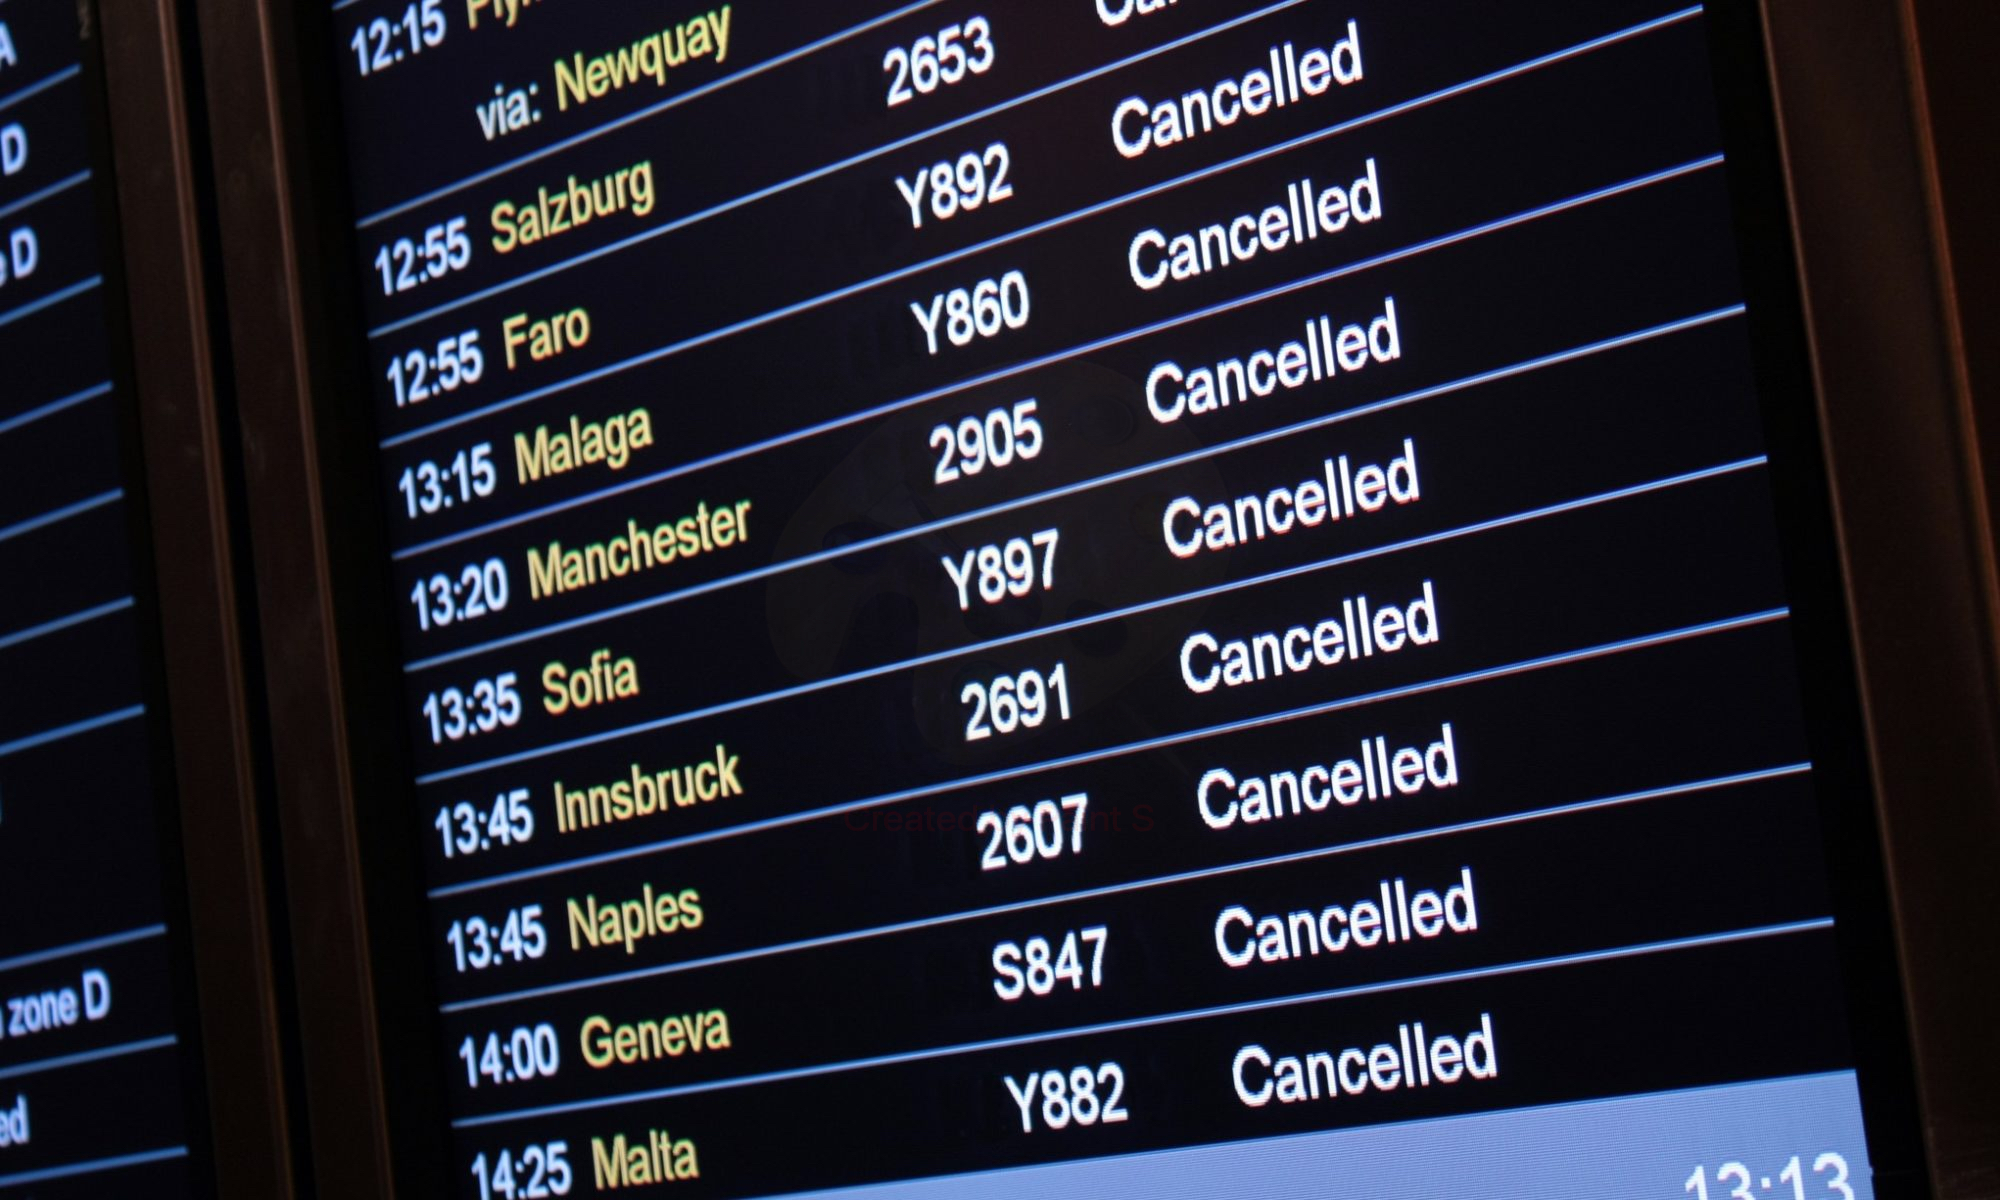 D
D
zone D
12:15
via: Newquay
12:55 Salzburg 2653
12:55 Faro Y892 Cancelled
13:15 Malaga Y860 Cancelled
13:20 Manchester 2905 Cancelled
13:35 Sofia Y897 Cancelled
13:45 Innsbruck 2691 Cancelled
13:45 Naples 2607 Cancelled
14:00 Geneva S847 Cancelled
14:25 Malta Y882 Cancelled
13:13